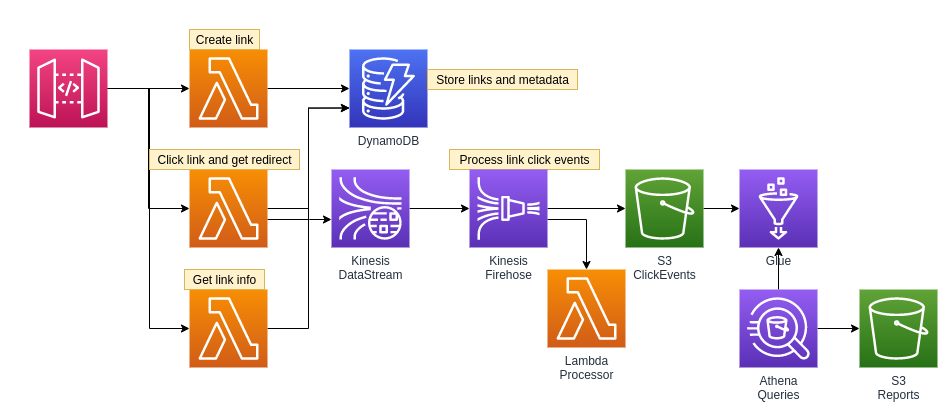 Create link
Store links and metadata
</>
DynamoDB
Click link and get redirect
Process link click events
Kinesis
DataStream
Kinesis
Firehose
S3
ClickEvents
Glue
Get link info
Lambda
Processor
Athena
Queries
S3
Reports